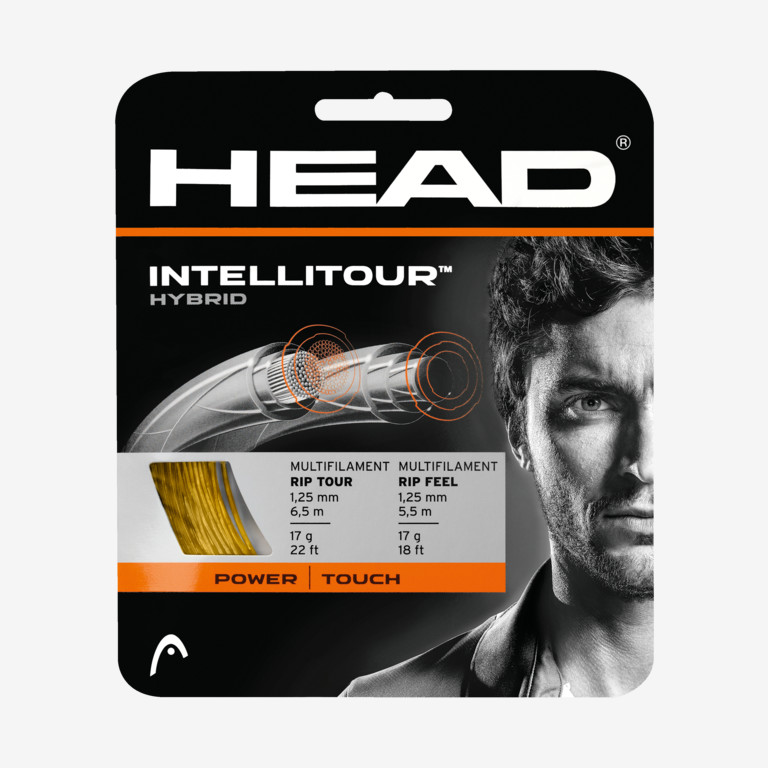 HEAD®
INTELLITOUR™
HYBRID
MULTIFILAMENT
RIP TOUR
1,25 mm
6,5 m
17 g
22 ft
MULTIFILAMENT
RIP FEEL
1,25 mm
5,5 m
17 g
18 ft
POWER | TOUCH